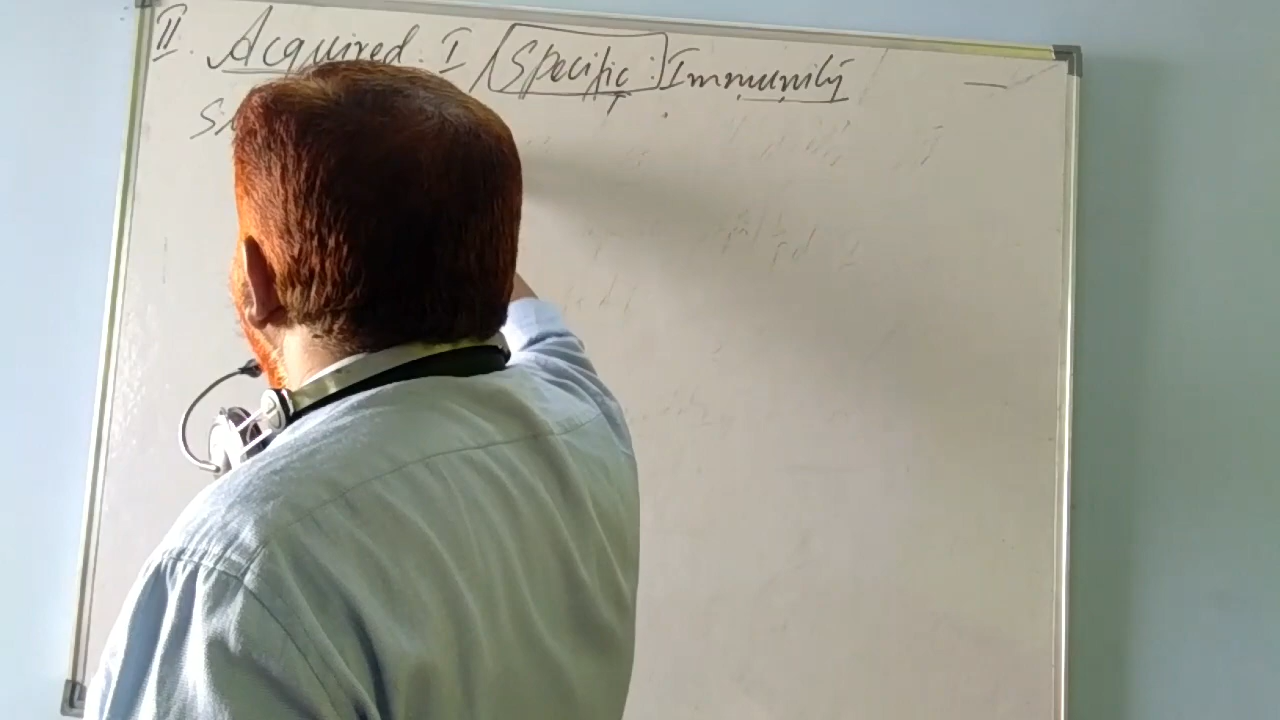 II. Acquired. I / Specific : Immunity —